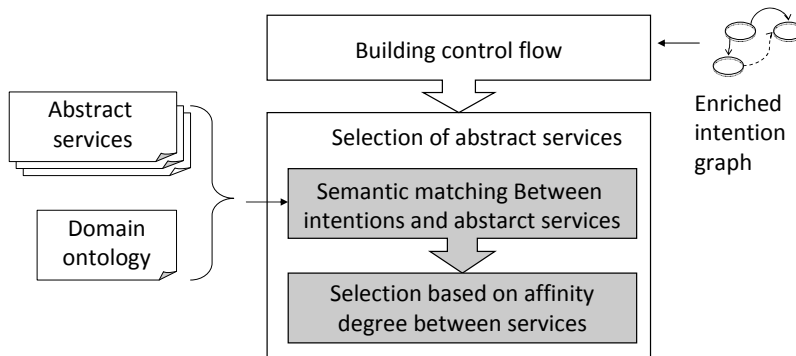 Building control flow
Enriched
intention
graph
Abstract
services
Selection of abstract services
Semantic matching Between
intentions and abstarct services
Domain
ontology
Selection based on affinity
degree between services